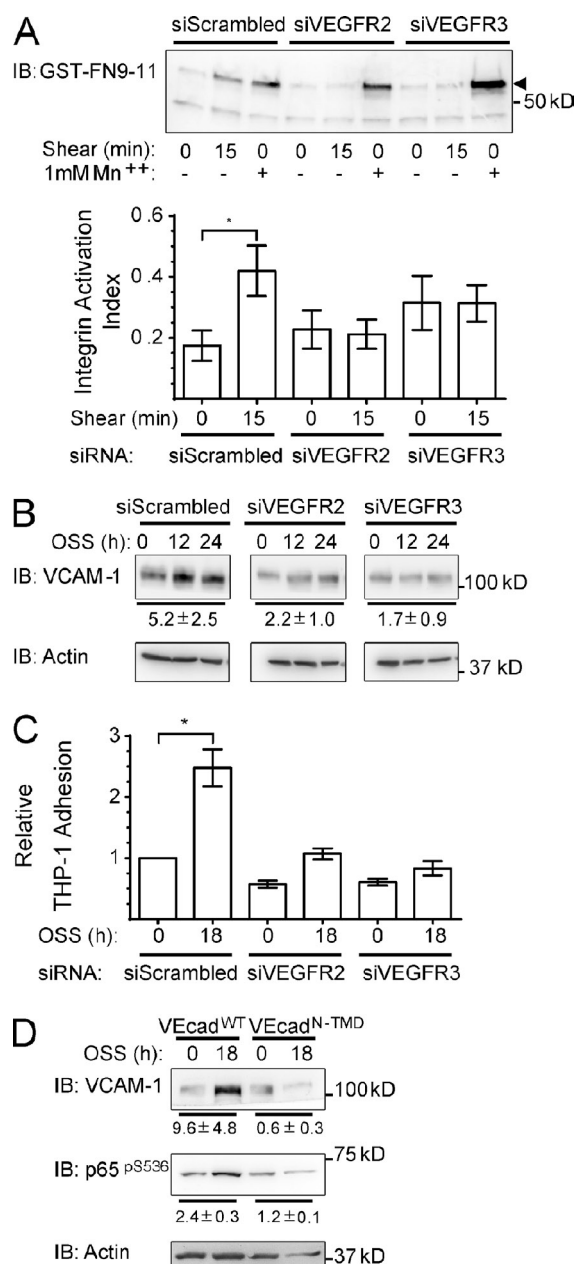 A
siScrambled siVEGFR2 siVEGFR3
IB: GST-FN9-11
50 kD
Shear (min): 0 15 0 0 15 0 0 15 0
1mM Mn++: - - + - - + - - +
Integrin Activation Index
0.6
0.4
0.2
*
Shear (min) 0 15 0 15 0 15
siRNA: siScrambled siVEGFR2 siVEGFR3
B
siScrambled siVEGFR2 siVEGFR3
OSS (h): 0 12 24 0 12 24 0 12 24
IB: VCAM-1
100 kD
5.2±2.5 2.2±1.0 1.7±0.9
IB: Actin
37 kD
C
Relative THP-1 Adhesion
3
2
1
*
OSS (h): 0 18 0 18 0 18
siRNA: siScrambled siVEGFR2 siVEGFR3
D
VEcadWT VEcadN-TMD
OSS (h): 0 18 0 18
IB: VCAM-1
100 kD
9.6±4.8 0.6±0.3
75 kD
IB: p65 pS536
2.4±0.3 1.2±0.1
IB: Actin
37 kD